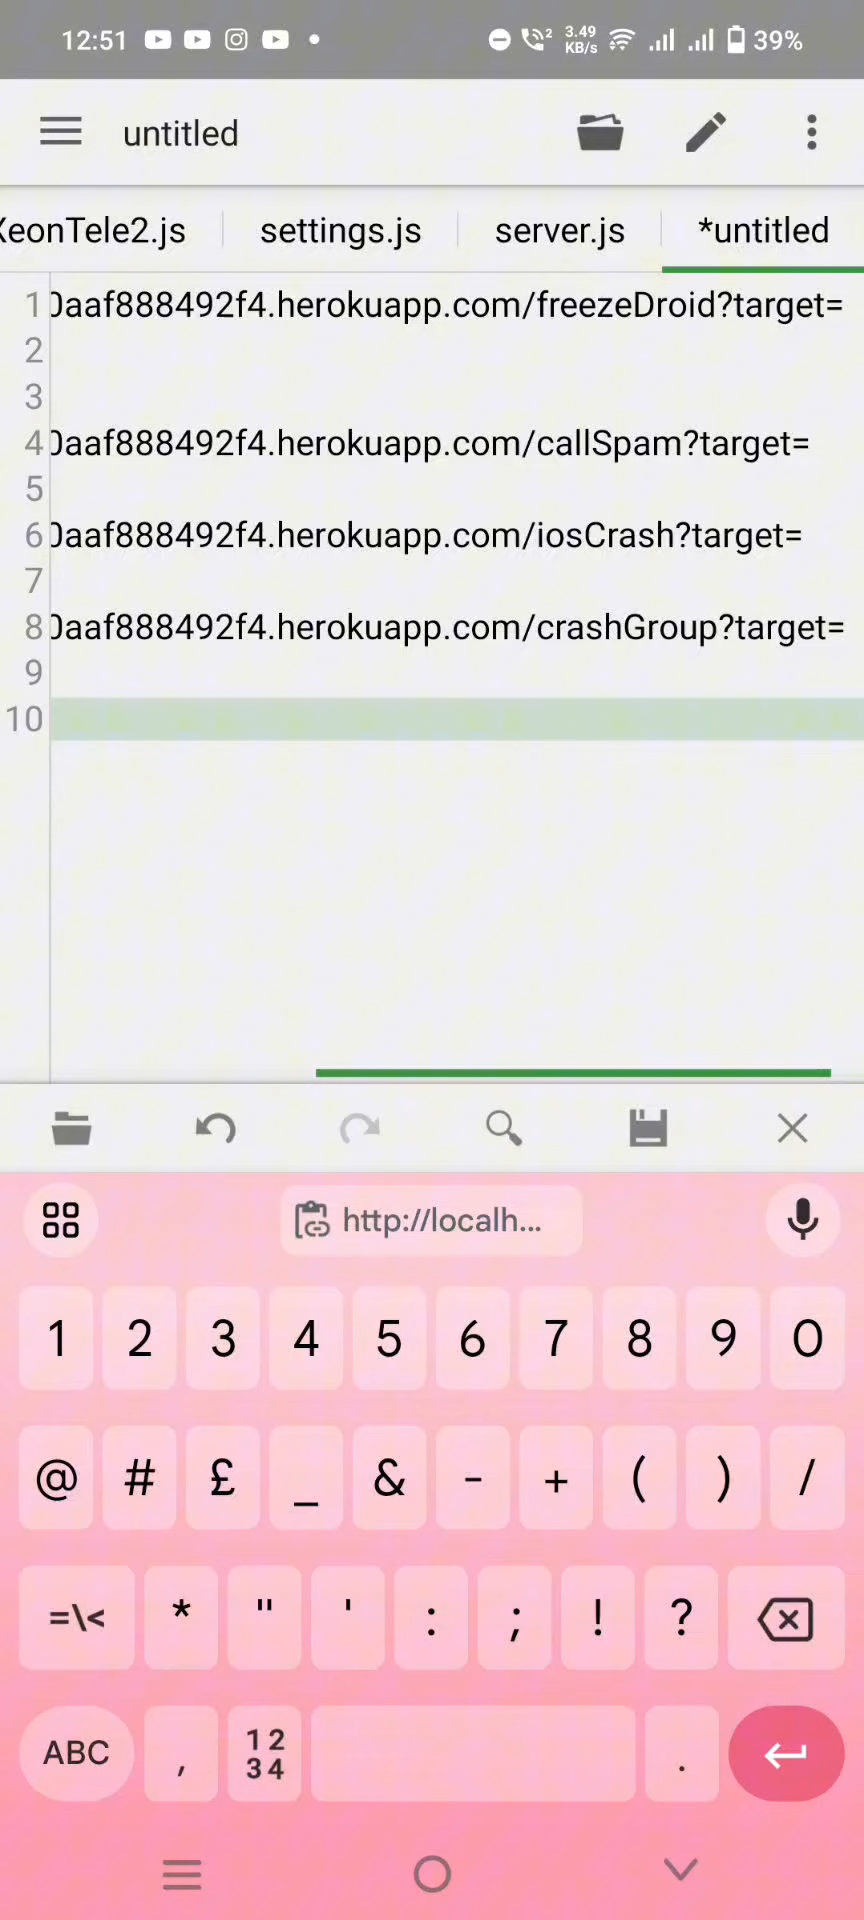 12:51
2
3.49
KB/s
39%
untitled
XeonTele2.js
settings.js
server.js
*untitled
1 0aaf888492f4.herokuapp.com/freezeDroid?target=
2
3
4 0aaf888492f4.herokuapp.com/callSpam?target=
5
6 0aaf888492f4.herokuapp.com/iosCrash?target=
7
8 0aaf888492f4.herokuapp.com/crashGroup?target=
9
10
http://localh...
1 2 3 4 5 6 7 8 9 0
@ # £ _ & - + ( ) /
=\< * " ' : ; ! ?
ABC , 12 .
34